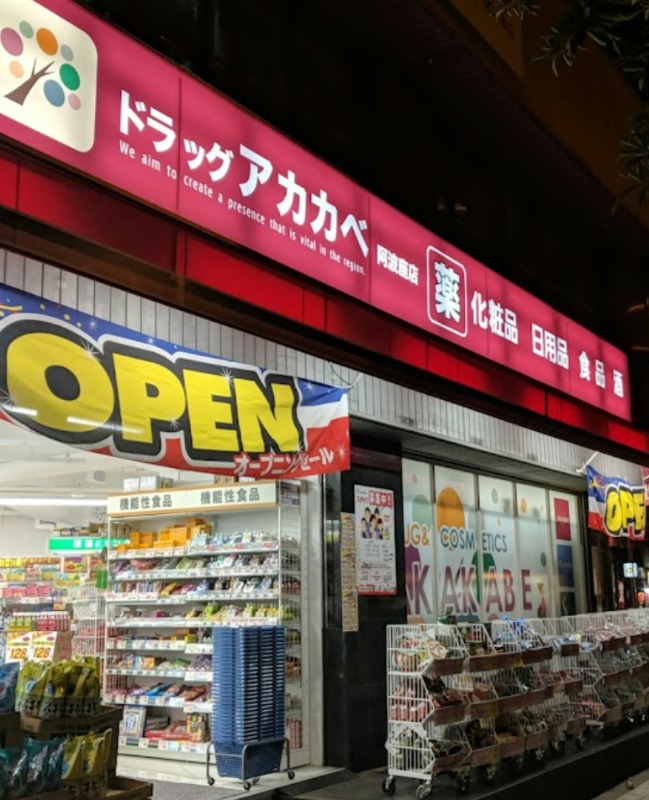 ドラッグアカカベ
We aim to create a presence that is vital in the region.
阿波座店
薬 化粧品 日用品 食品 酒
OPEN
オープニングセール
機能性食品 機能性食品
COSMETICS
OPE
128 128